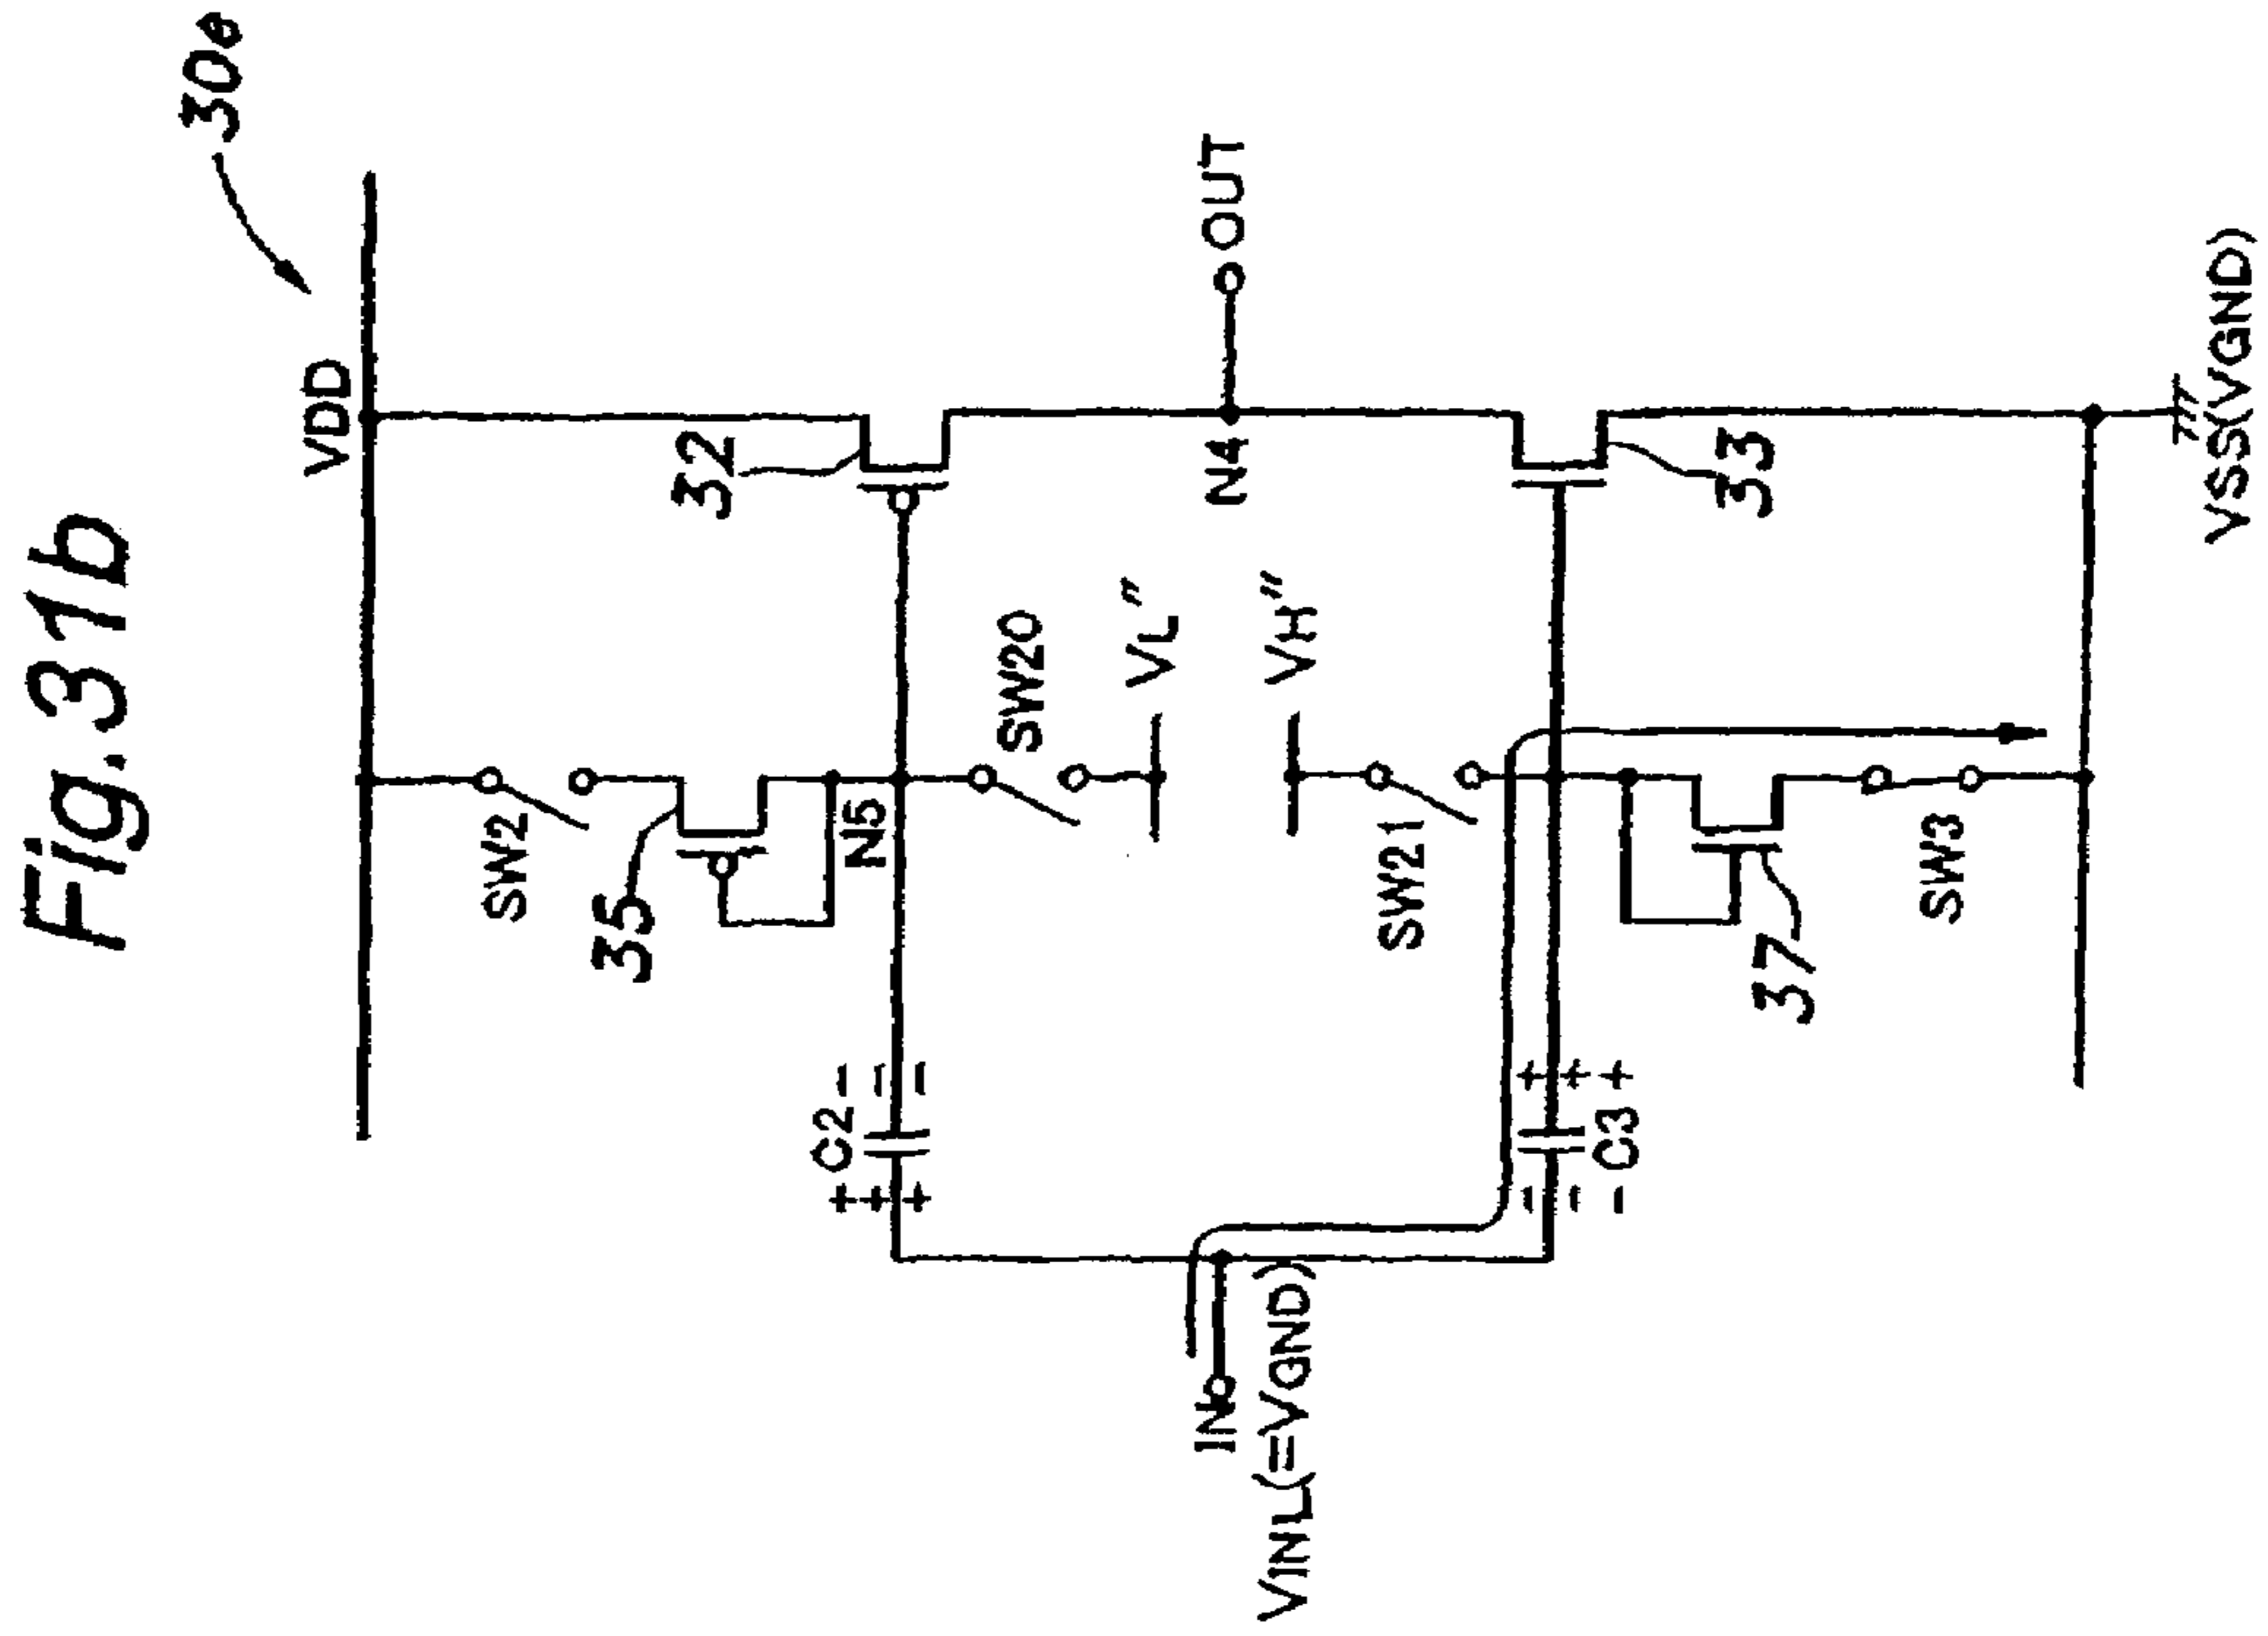 Fig. 31b
30e
VDD
SW2
32
35
N5
C2
- - -
+ + +
SW20
VL"
N4
OUT
VH"
IN
VINL(=VGND)
SW21
C3
+ + +
- - -
33
37
SW3
VSS(VGND)